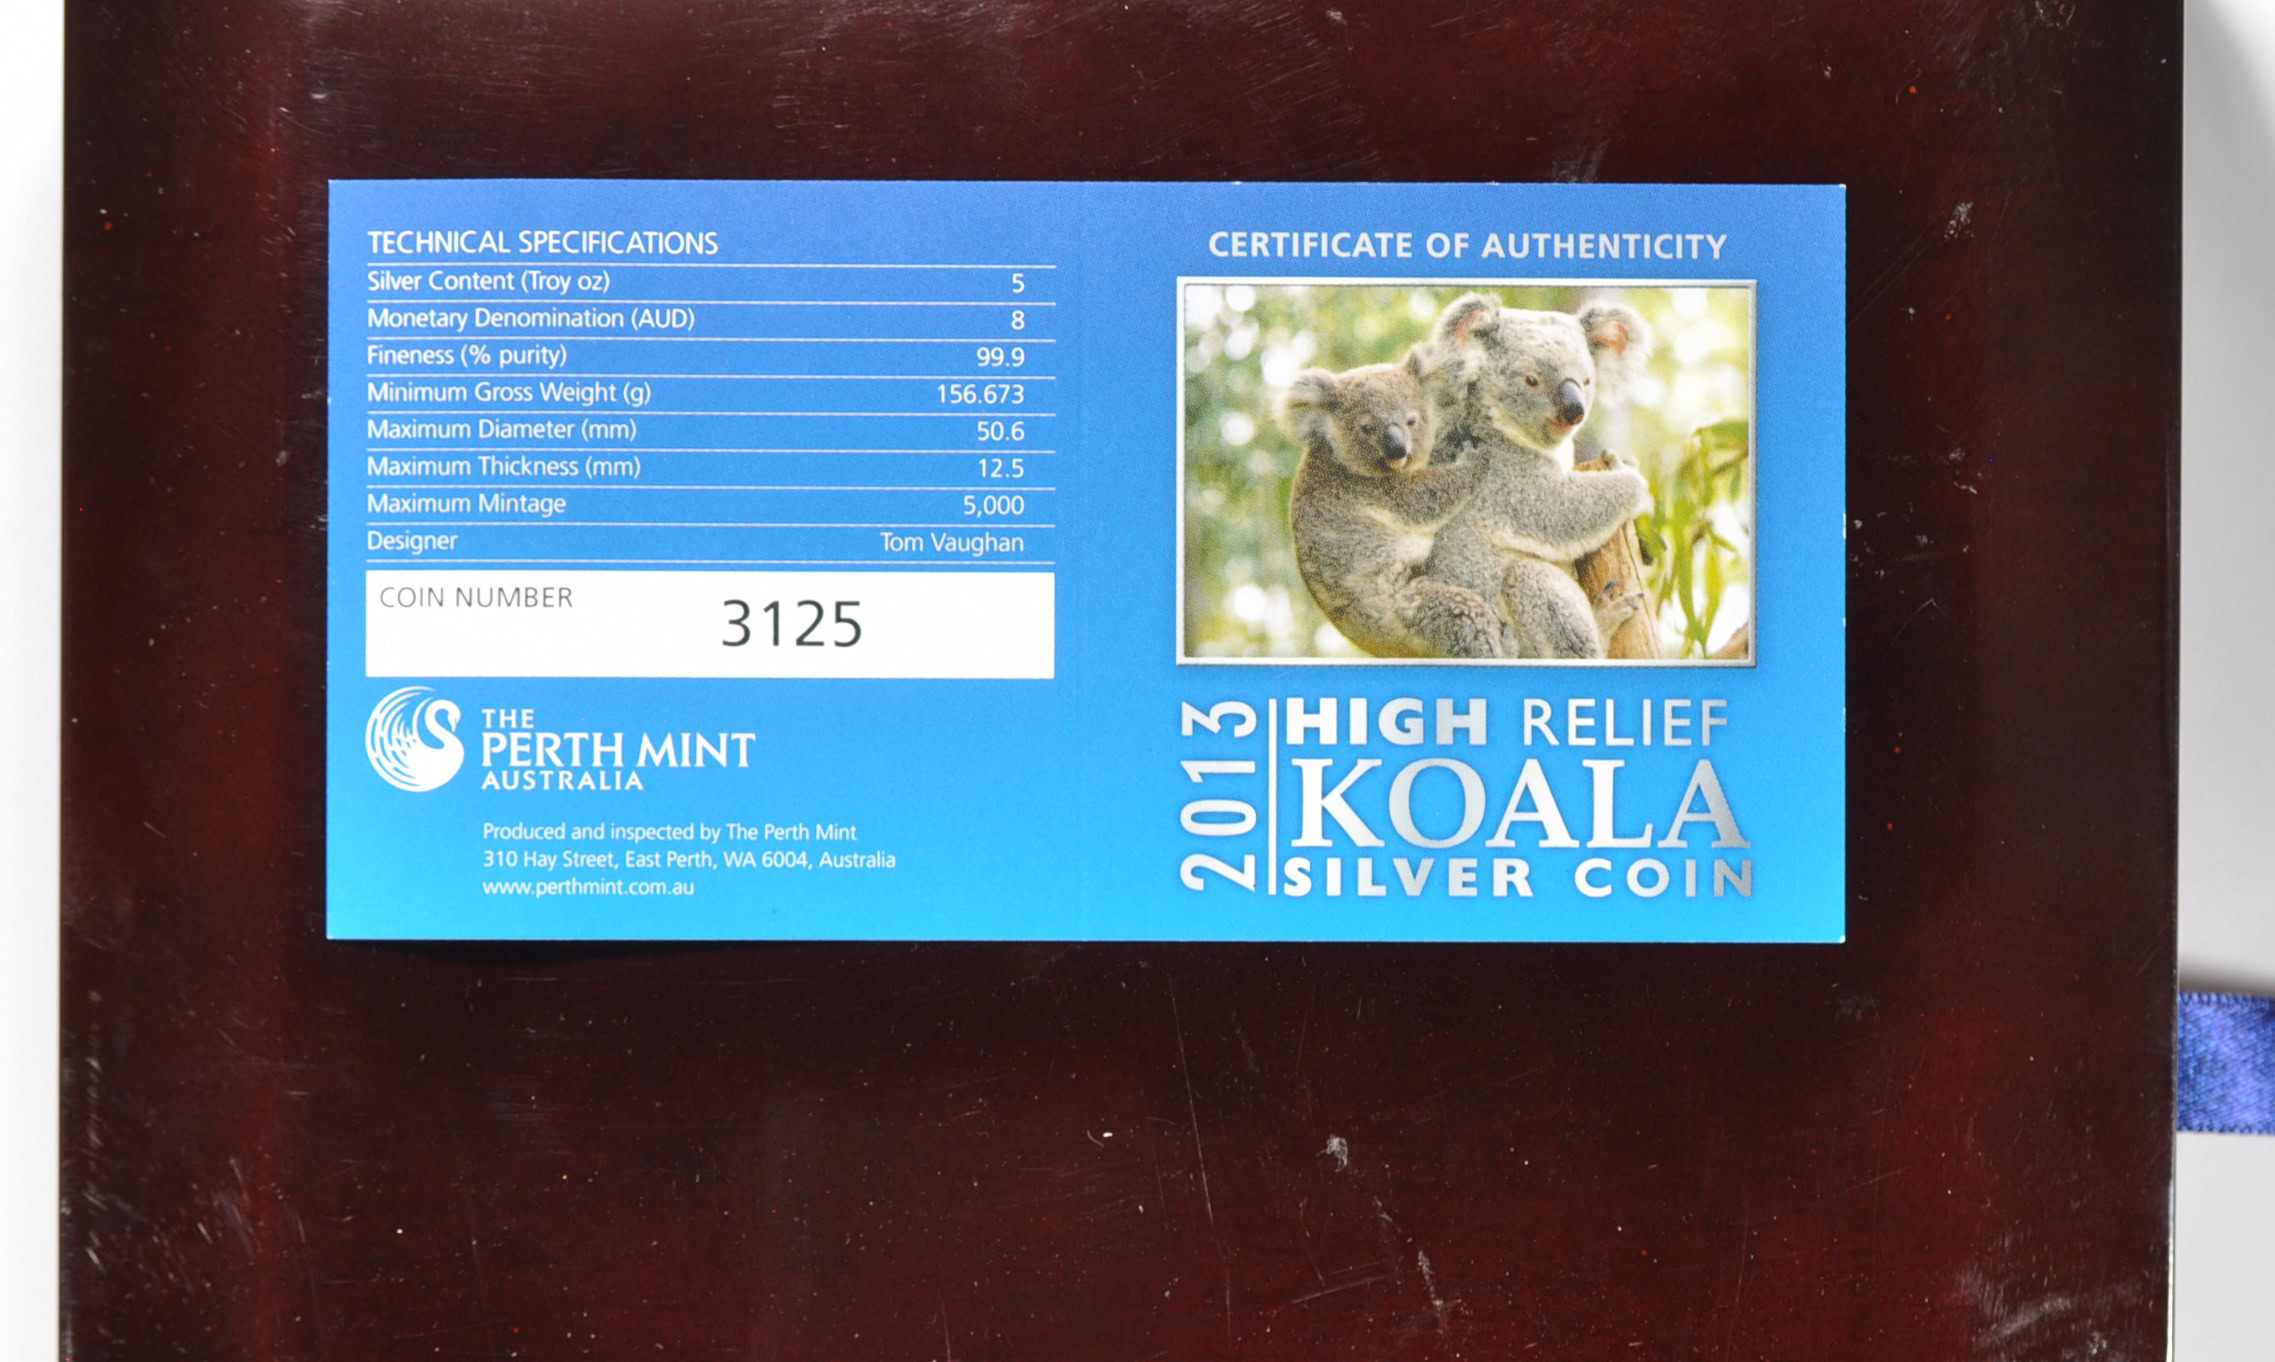 TECHNICAL SPECIFICATIONS
Silver Content (Troy oz) 5
Monetary Denomination (AUD) 8
Fineness (% purity) 99.9
Minimum Gross Weight (g) 156.673
Maximum Diameter (mm) 50.6
Maximum Thickness (mm) 12.5
Maximum Mintage 5,000
Designer Tom Vaughan
COIN NUMBER 3125
THE
PERTH MINT
AUSTRALIA
Produced and inspected by The Perth Mint
310 Hay Street, East Perth, WA 6004, Australia
www.perthmint.com.au
CERTIFICATE OF AUTHENTICITY
2013
HIGH RELIEF
KOALA
SILVER COIN